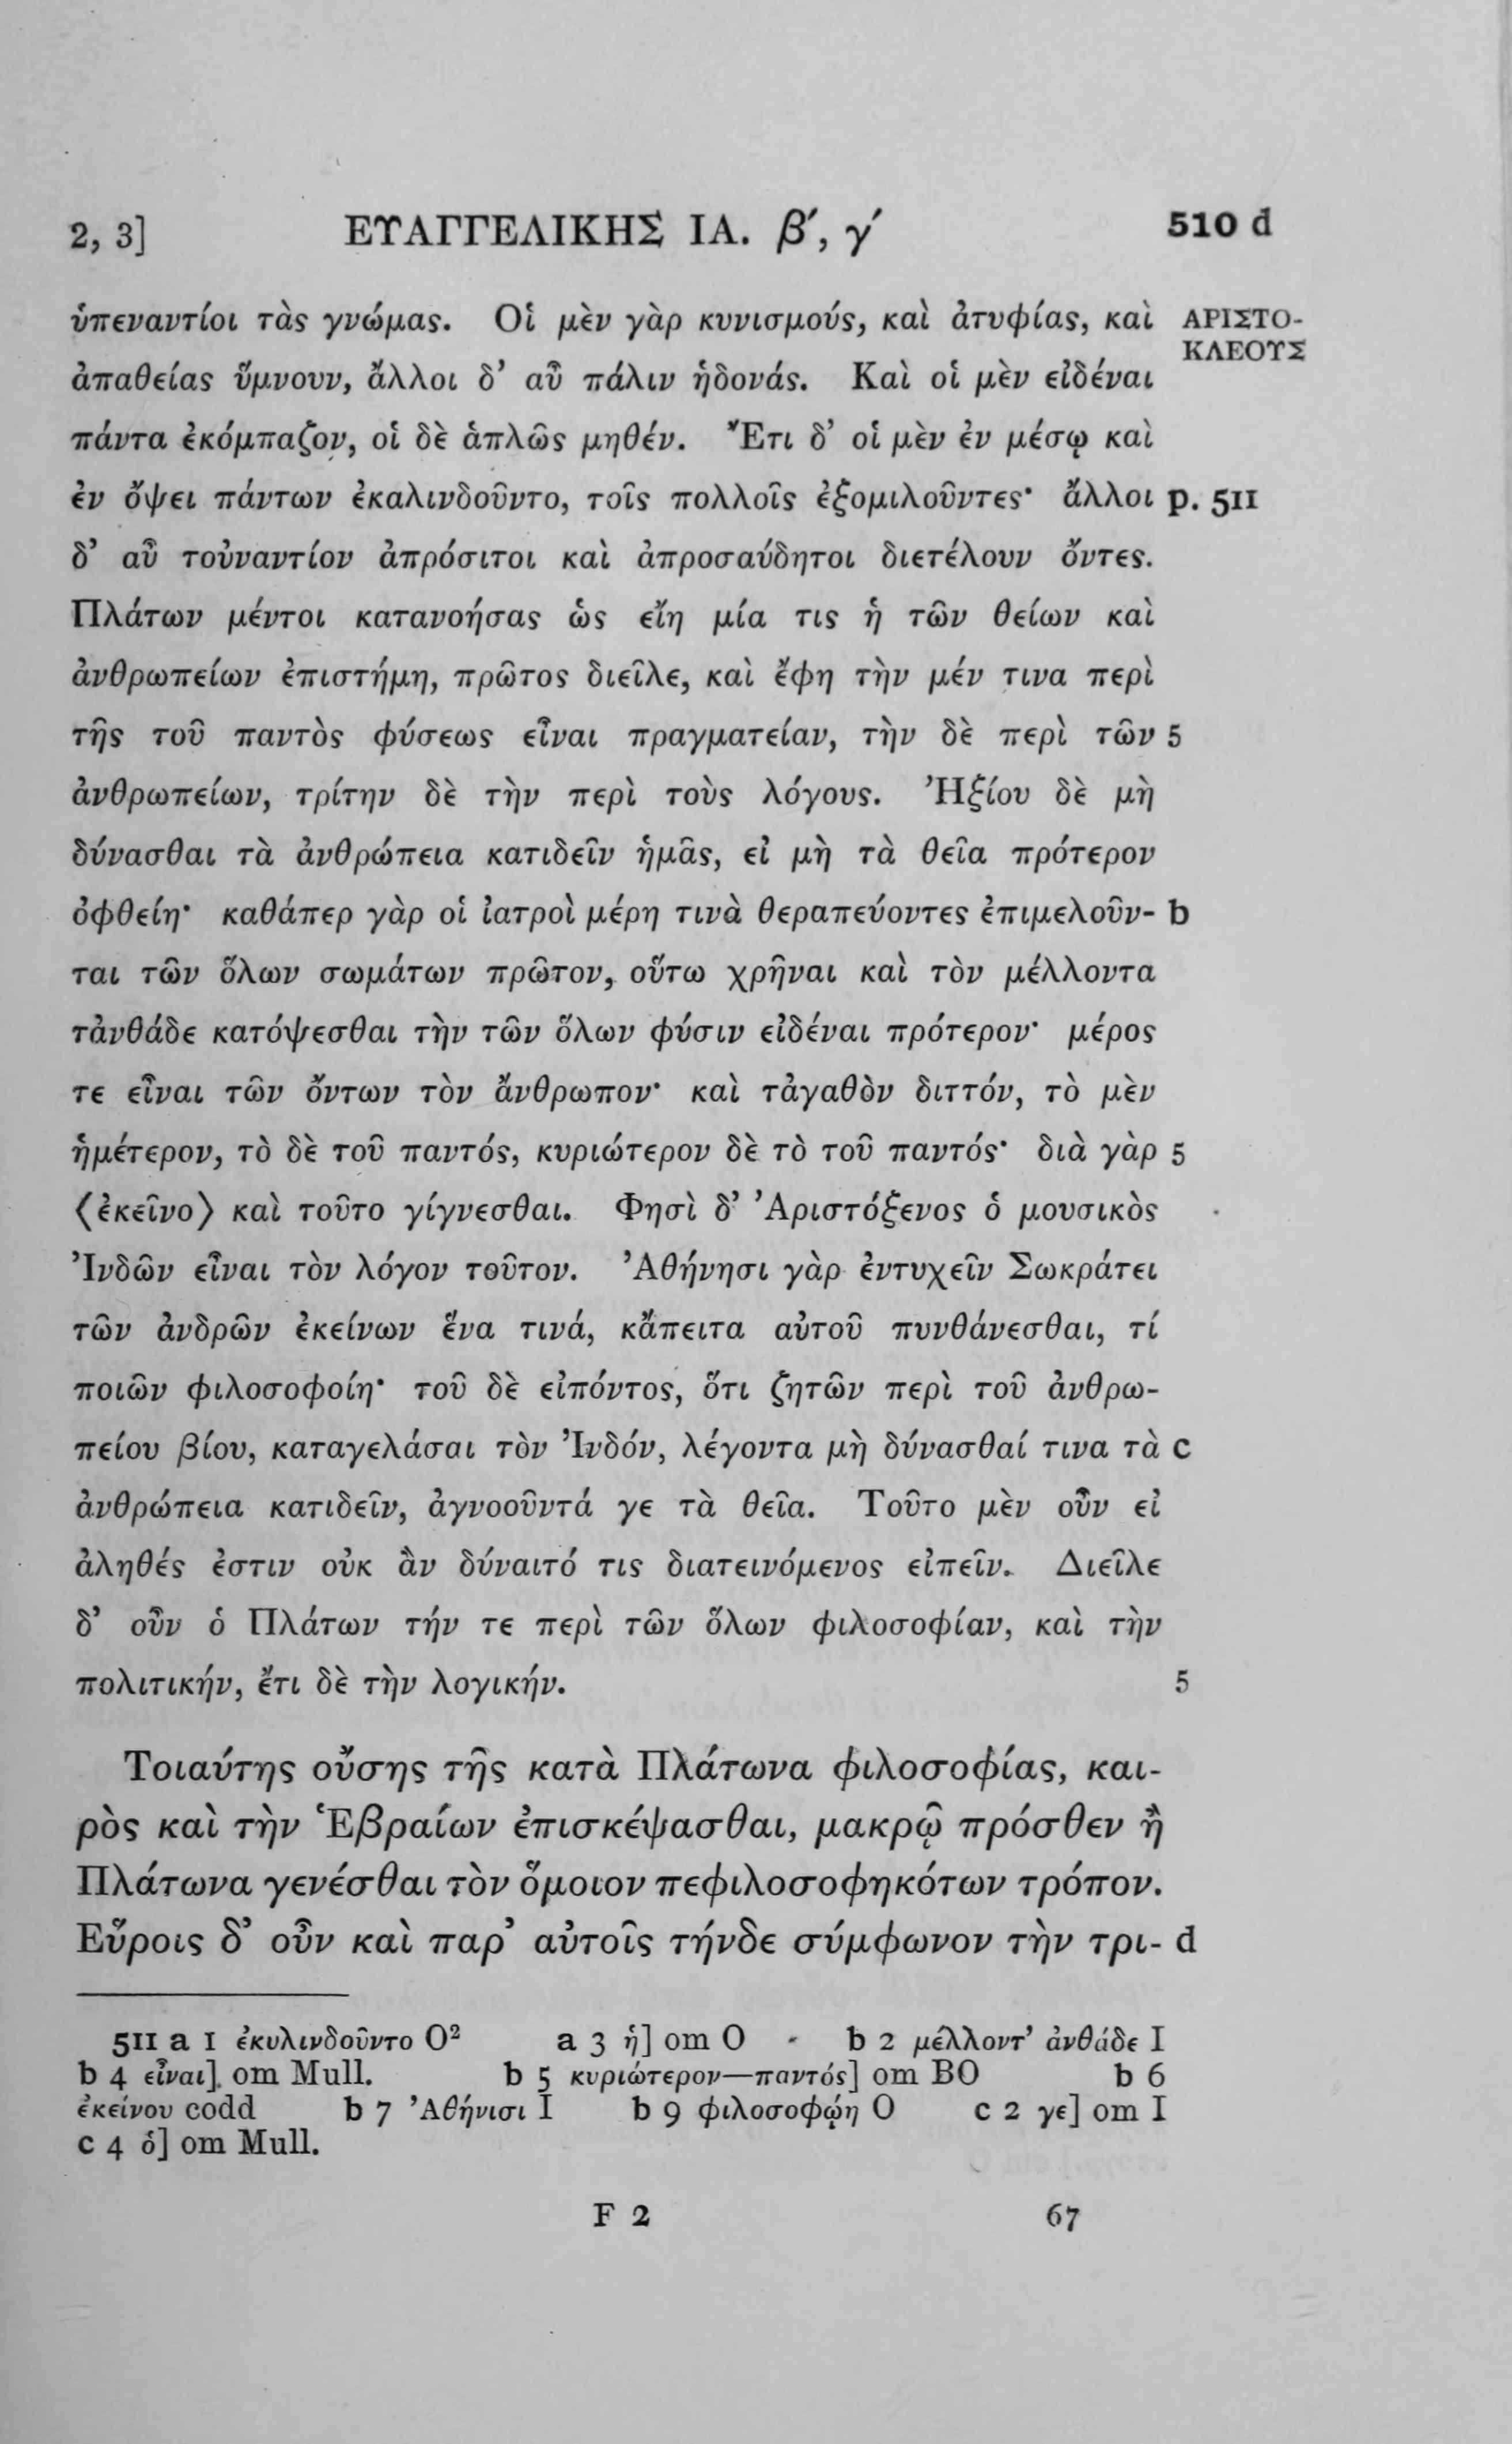 2, 3] ΕΥΑΓΓΕΛΙΚΗΣ ΙΑ. β´, γ´ 510 d
ὑπεναντίοι τὰς γνώμας. Οἱ μὲν γὰρ κυνισμούς, καὶ ἀτυφίας, καὶ ΑΡΙΣΤΟ-
ΚΛΕΟΥΣ
ἀπαθείας ὕμνουν, ἄλλοι δ’ αὖ πάλιν ἡδονάς. Καὶ οἱ μὲν εἰδέναι
πάντα ἐκόμπαζον, οἱ δὲ ἁπλῶς μηθέν. Ἔτι δ’ οἱ μὲν ἐν μέσῳ καὶ
ἐν ὄψει πάντων ἐκαλινδοῦντο, τοῖς πολλοῖς ἐξομιλοῦντες· ἄλλοι p. 511
δ’ αὖ τοὐναντίον ἀπρόσιτοι καὶ ἀπροσαύδητοι διετέλουν ὄντες.
Πλάτων μέντοι κατανοήσας ὡς εἴη μία τις ἡ τῶν θείων καὶ
ἀνθρωπείων ἐπιστήμη, πρῶτος διεῖλε, καὶ ἔφη τὴν μέν τινα περὶ
τῆς τοῦ παντὸς φύσεως εἶναι πραγματείαν, τὴν δὲ περὶ τῶν 5
ἀνθρωπείων, τρίτην δὲ τὴν περὶ τοὺς λόγους. Ἠξίου δὲ μὴ
δύνασθαι τὰ ἀνθρώπεια κατιδεῖν ἡμᾶς, εἰ μὴ τὰ θεῖα πρότερον
ὀφθείη· καθάπερ γὰρ οἱ ἰατροὶ μέρη τινὰ θεραπεύοντες ἐπιμελοῦν- b
ται τῶν ὅλων σωμάτων πρῶτον, οὕτω χρῆναι καὶ τὸν μέλλοντα
τἀνθάδε κατόψεσθαι τὴν τῶν ὅλων φύσιν εἰδέναι πρότερον· μέρος
τε εἶναι τῶν ὄντων τὸν ἄνθρωπον· καὶ τἀγαθὸν διττόν, τὸ μὲν
ἡμέτερον, τὸ δὲ τοῦ παντός, κυριώτερον δὲ τὸ τοῦ παντός· διὰ γὰρ 5
⟨ἐκεῖνο⟩ καὶ τοῦτο γίγνεσθαι. Φησὶ δ’ Ἀριστόξενος ὁ μουσικὸς
Ἰνδῶν εἶναι τὸν λόγον τοῦτον. Ἀθήνησι γὰρ ἐντυχεῖν Σωκράτει
τῶν ἀνδρῶν ἐκείνων ἕνα τινά, κἄπειτα αὐτοῦ πυνθάνεσθαι, τί
ποιῶν φιλοσοφοίη· τοῦ δὲ εἰπόντος, ὅτι ζητῶν περὶ τοῦ ἀνθρω-
πείου βίου, καταγελάσαι τὸν Ἰνδόν, λέγοντα μὴ δύνασθαί τινα τὰ c
ἀνθρώπεια κατιδεῖν, ἀγνοοῦντά γε τὰ θεῖα. Τοῦτο μὲν οὖν εἰ
ἀληθές ἐστιν οὐκ ἂν δύναιτό τις διατεινόμενος εἰπεῖν. Διεῖλε
δ’ οὖν ὁ Πλάτων τήν τε περὶ τῶν ὅλων φιλοσοφίαν, καὶ τὴν
πολιτικήν, ἔτι δὲ τὴν λογικήν. 5
Τοιαύτης οὔσης τῆς κατὰ Πλάτωνα φιλοσοφίας, και-
ρὸς καὶ τὴν Ἑβραίων ἐπισκέψασθαι, μακρῷ πρόσθεν ἢ
Πλάτωνα γενέσθαι τὸν ὅμοιον πεφιλοσοφηκότων τρόπον.
Εὕροις δ’ οὖν καὶ παρ’ αὐτοῖς τήνδε σύμφωνον τὴν τρι- d
511 a 1 ἐκυλινδοῦντο O² a 3 ἡ] om O b 2 μέλλοντ’ ἀνθάδε I
b 4 εἶναι] om Mull. b 5 κυριώτερον—παντός] om BO b 6
ἐκείνου codd b 7 Ἀθήνισι I b 9 φιλοσοφῴη O c 2 γε] om I
c 4 ὁ] om Mull.
F 2 67